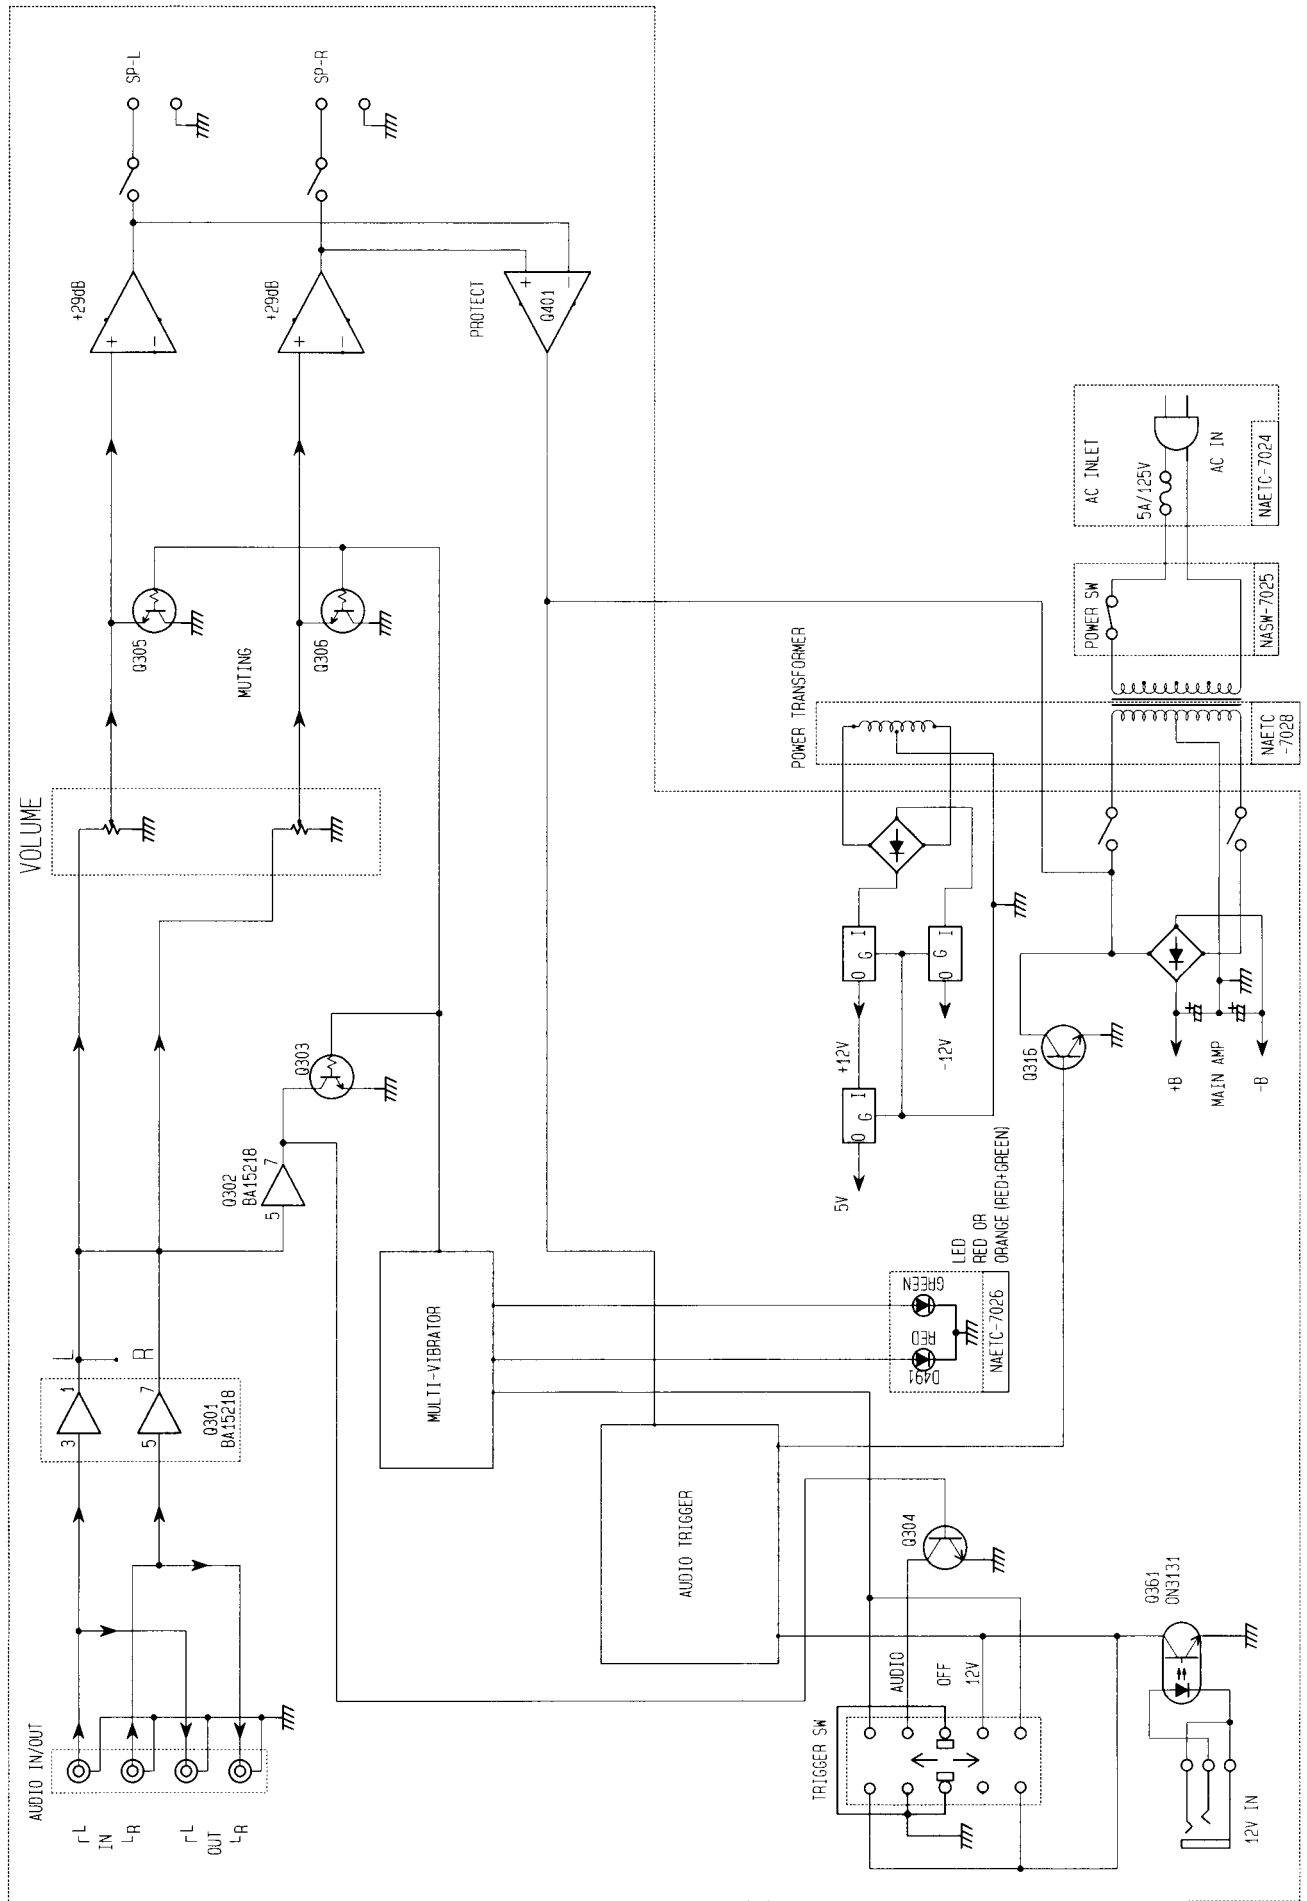 SP-L
SP-R
+29dB
+
-
+29dB
+
-
PROTECT
+
-
Q401
Q305
MUTING
Q306
VOLUME
AC INLET
5A/125V
AC IN
NAETC-7024
POWER SW
NASW-7025
POWER TRANSFORMER
NAETC
-7028
Q303
Q302
BA15218
5
7
O G I
O G I
+12V
-12V
O G I
5V
Q316
+B
MAIN AMP
-B
LED
RED OR
ORANGE (RED+GREEN)
GREEN
RED
D491
NAETC-7026
MULTI-VIBRATOR
L
R
3
1
5
7
Q301
BA15218
AUDIO TRIGGER
Q304
Q361
ON3131
AUDIO
OFF
12V
TRIGGER SW
12V IN
AUDIO IN/OUT
L
IN
R
L
OUT
R